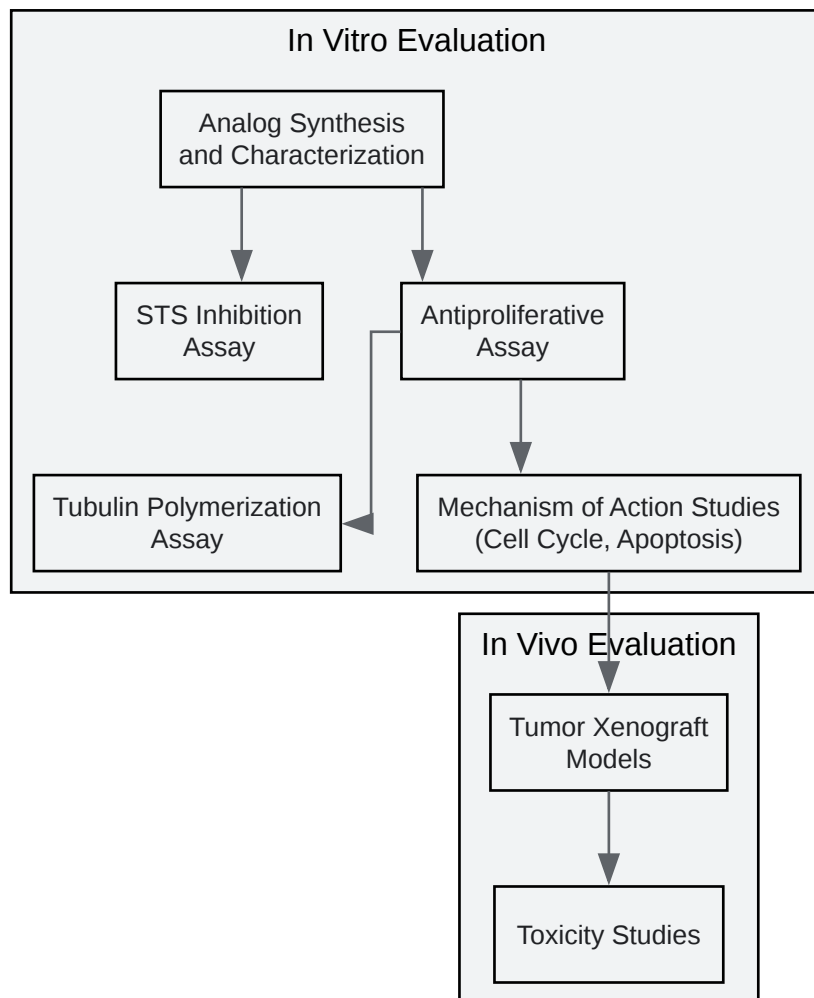 In Vitro Evaluation
Analog Synthesis
and Characterization
STS Inhibition
Assay
Antiproliferative
Assay
Tubulin Polymerization
Assay
Mechanism of Action Studies
(Cell Cycle, Apoptosis)
In Vivo Evaluation
Tumor Xenograft
Models
Toxicity Studies